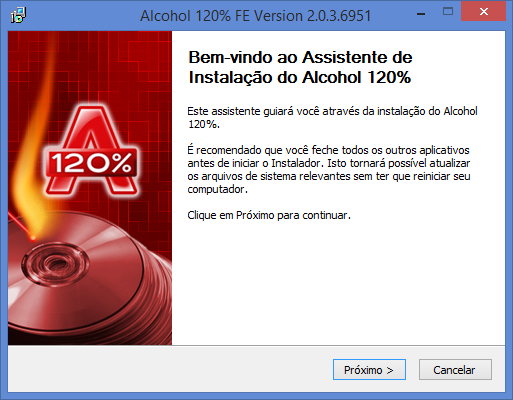 Alcohol 120% FE Version 2.0.3.6951
Bem-vindo ao Assistente de
Instalação do Alcohol 120%
Este assistente guiará você através da instalação do Alcohol
120%.
É recomendado que você feche todos os outros aplicativos
antes de iniciar o Instalador. Isto tornará possível atualizar
os arquivos de sistema relevantes sem ter que reiniciar seu
computador.
Clique em Próximo para continuar.
A
120%
Próximo >
Cancelar